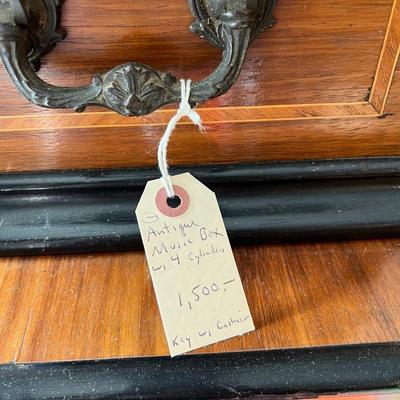 Antique
Music Box
w/ 4 Cylinders
1,500.-
Key w/ Cashier